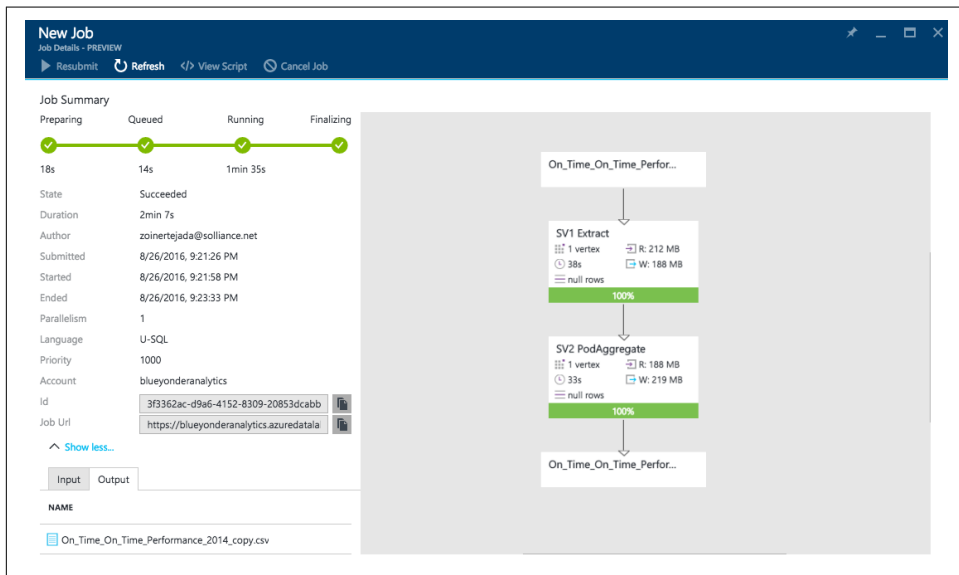 New Job
Job Details - PREVIEW
Resubmit Refresh </> View Script Cancel Job
Job Summary
Preparing Queued Running Finalizing
18s 14s 1min 35s
State Succeeded
Duration 2min 7s
Author zoinertejada@solliance.net
Submitted 8/26/2016, 9:21:26 PM
Started 8/26/2016, 9:21:58 PM
Ended 8/26/2016, 9:23:33 PM
Parallelism 1
Language U-SQL
Priority 1000
Account blueyonderanalytics
Id 3f3362ac-d9a6-4152-8309-20853dcabb
Job Url https://blueyonderanalytics.azuredatalal
Show less...
Input Output
NAME
On_Time_On_Time_Performance_2014_copy.csv
On_Time_On_Time_Perfor...
SV1 Extract
1 vertex R: 212 MB
38s W: 188 MB
null rows
100%
SV2 PodAggregate
1 vertex R: 188 MB
33s W: 219 MB
null rows
100%
On_Time_On_Time_Perfor...